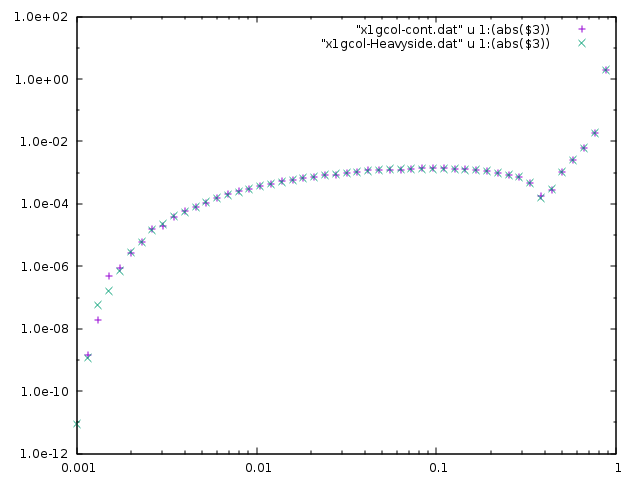 1.0e+02
"x1gcol-cont.dat" u 1:(abs($3))
"x1gcol-Heavyside.dat" u 1:(abs($3))
1.0e+00
1.0e-02
1.0e-04
1.0e-06
1.0e-08
1.0e-10
1.0e-12
0.001 0.01 0.1 1